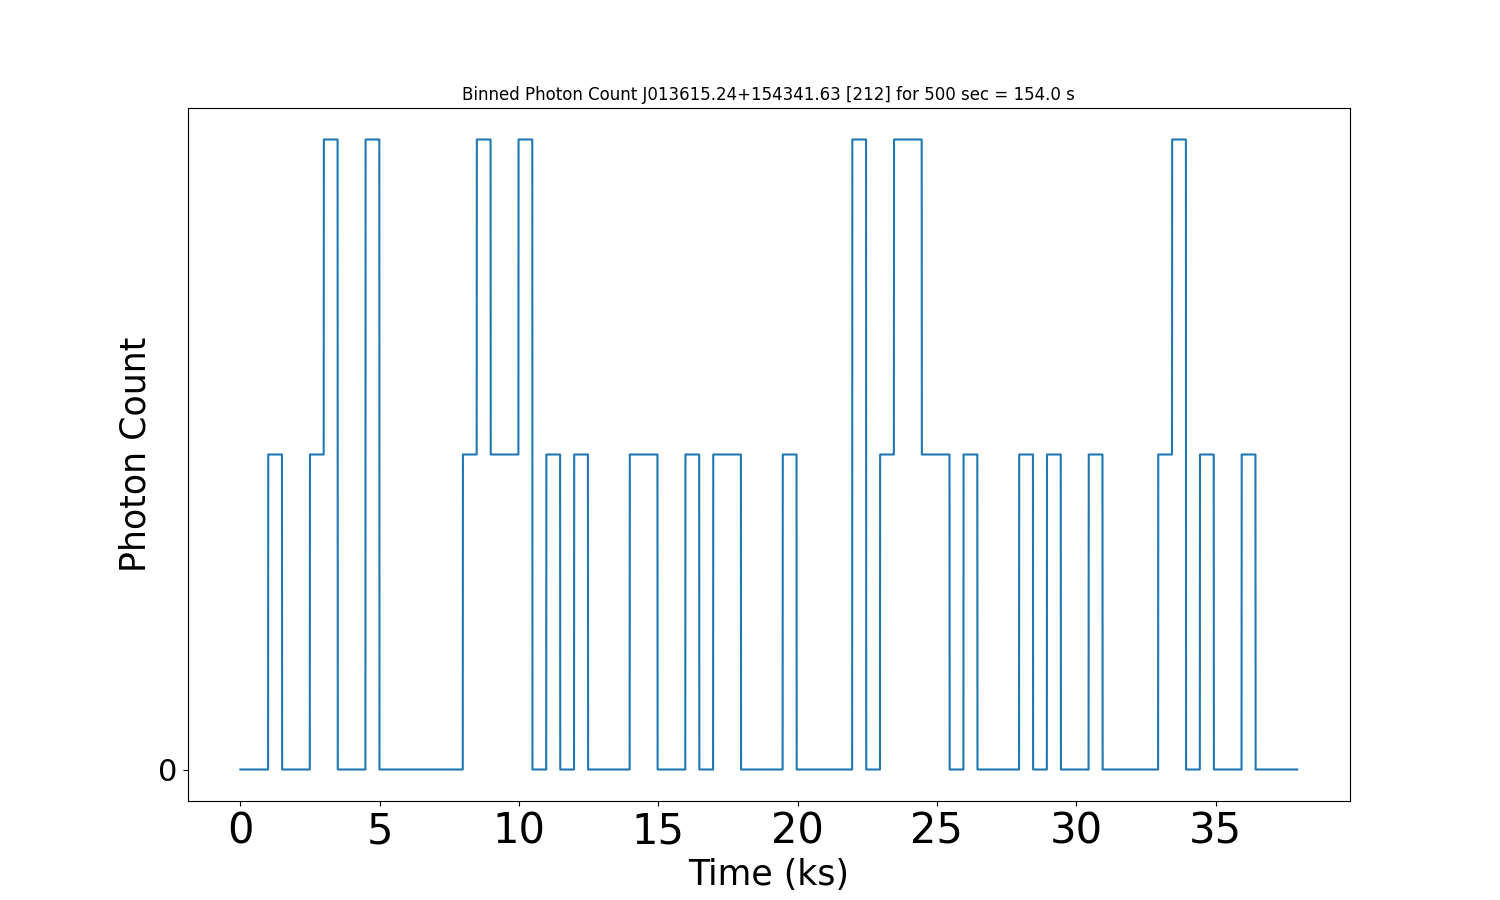 Binned Photon Count J013615.24+154341.63 [212] for 500 sec = 154.0 s
Photon Count
0
0 5 10 15 20 25 30 35
Time (ks)